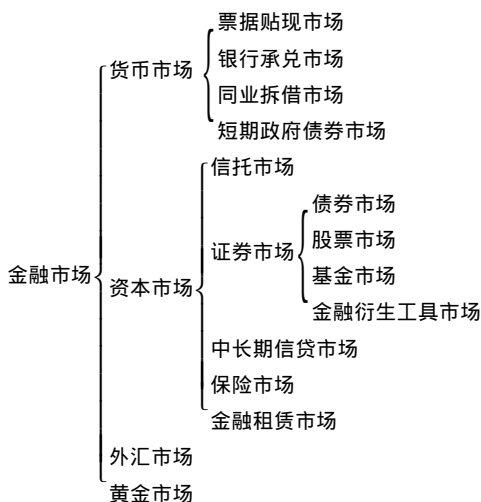 票据贴现市场
货币市场
银行承兑市场
同业拆借市场
短期政府债券市场
信托市场
债券市场
股票市场
证券市场
基金市场
金融市场
资本市场
金融衍生工具市场
中长期信贷市场
保险市场
金融租赁市场
外汇市场
黄金市场